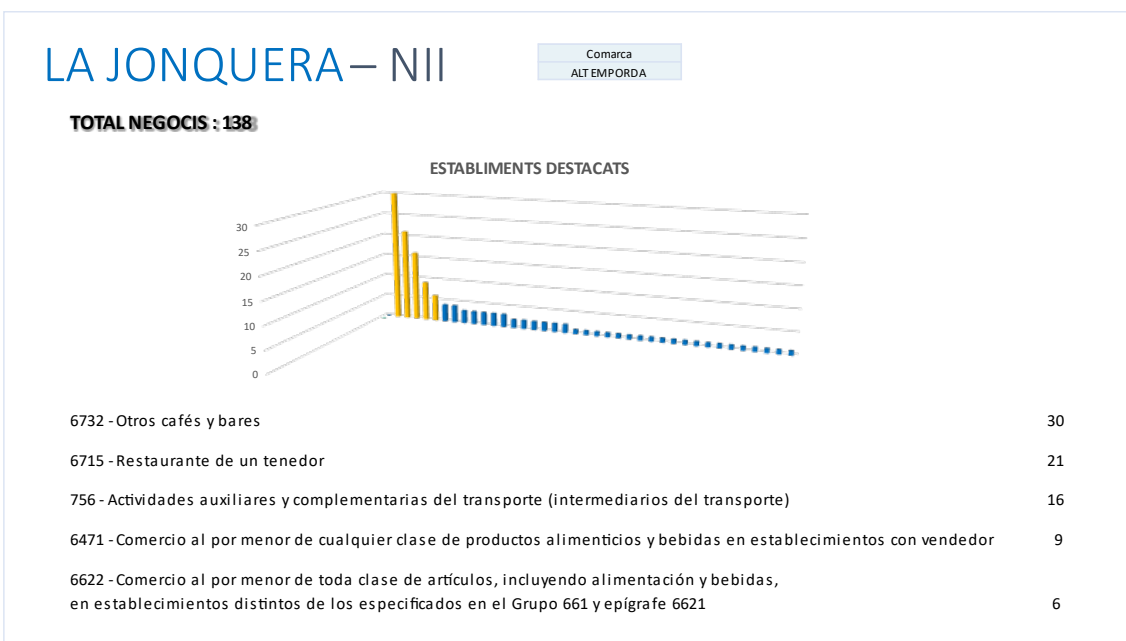 LA JONQUERA – NII
Comarca
ALT EMPORDA
TOTAL NEGOCIS : 138
ESTABLIMENTS DESTACATS
30
25
20
15
10
5
0
6732 - Otros cafés y bares 30
6715 - Restaurante de un tenedor 21
756 - Actividades auxiliares y complementarias del transporte (intermediarios del transporte) 16
6471 - Comercio al por menor de cualquier clase de productos alimenticios y bebidas en establecimientos con vendedor 9
6622 - Comercio al por menor de toda clase de artículos, incluyendo alimentación y bebidas,
en establecimientos distintos de los especificados en el Grupo 661 y epígrafe 6621 6